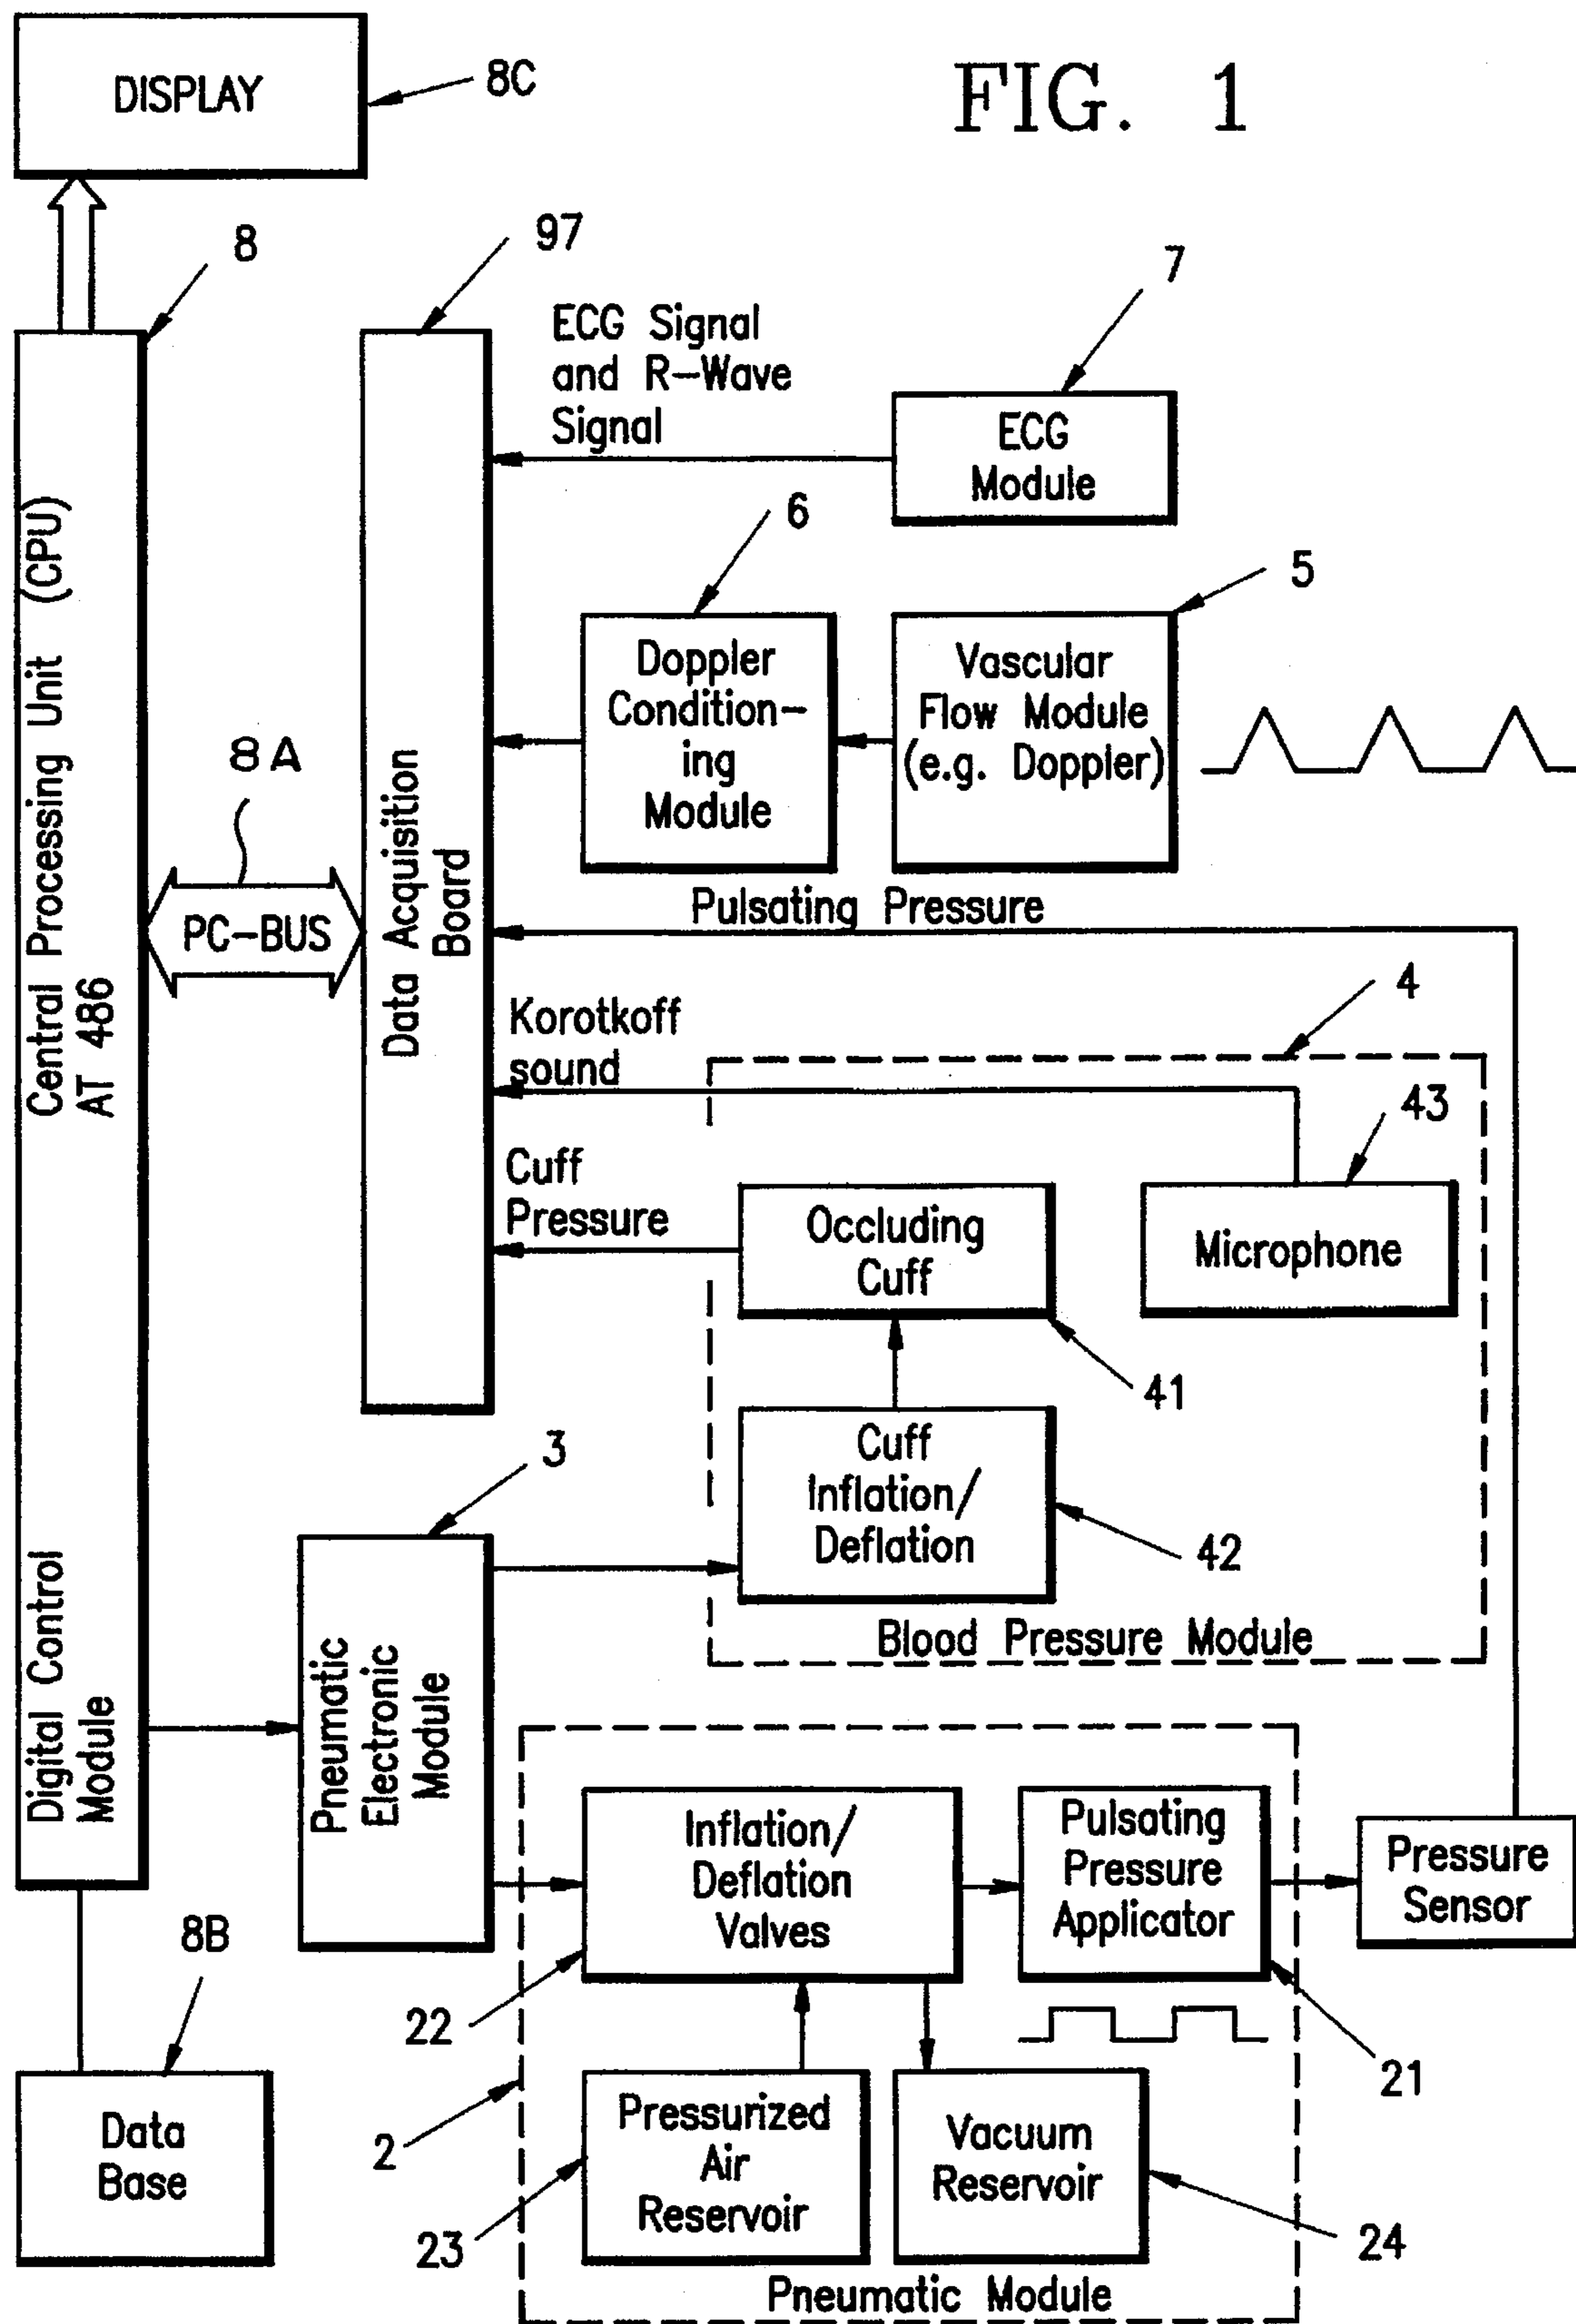 FIG. 1
DISPLAY
8C
8
97
7
ECG Signal
and R-Wave
Signal
ECG
Module
6
5
Doppler
Condition-
ing
Module
Vascular
Flow Module
(e.g. Doppler)
Central Processing Unit (CPU)
AT 486
8A
PC-BUS
Data Acquisition
Board
Pulsating Pressure
Korotkoff
sound
4
43
Cuff
Pressure
Occluding
Cuff
Microphone
41
3
Cuff
Inflation/
Deflation
42
Blood Pressure Module
Digital Control
Module
Pneumatic
Electronic
Module
Inflation/
Deflation
Valves
Pulsating
Pressure
Applicator
Pressure
Sensor
8B
22
21
Data
Base
2
23
Pressurized
Air
Reservoir
Vacuum
Reservoir
24
Pneumatic Module